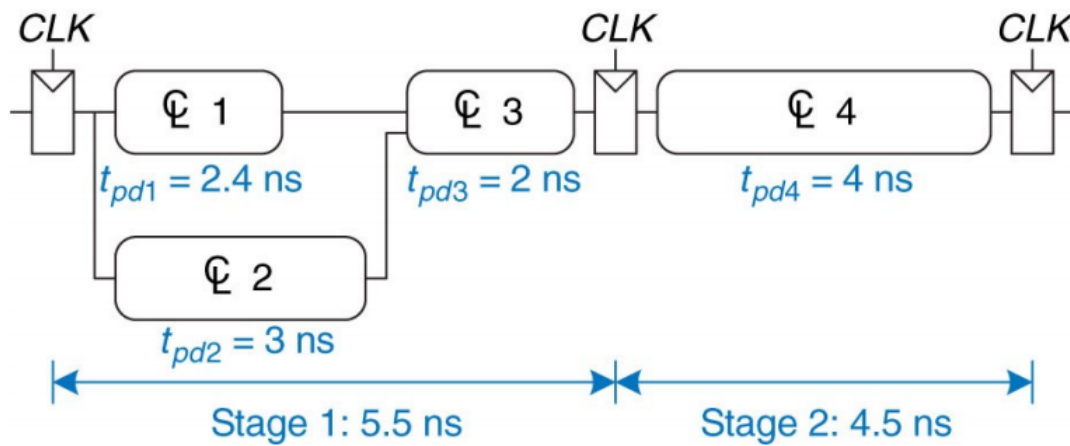 CLK CLK CLK
CL 1 CL 3 CL 4
tpd1 = 2.4 ns tpd3 = 2 ns tpd4 = 4 ns
CL 2
tpd2 = 3 ns
Stage 1: 5.5 ns Stage 2: 4.5 ns